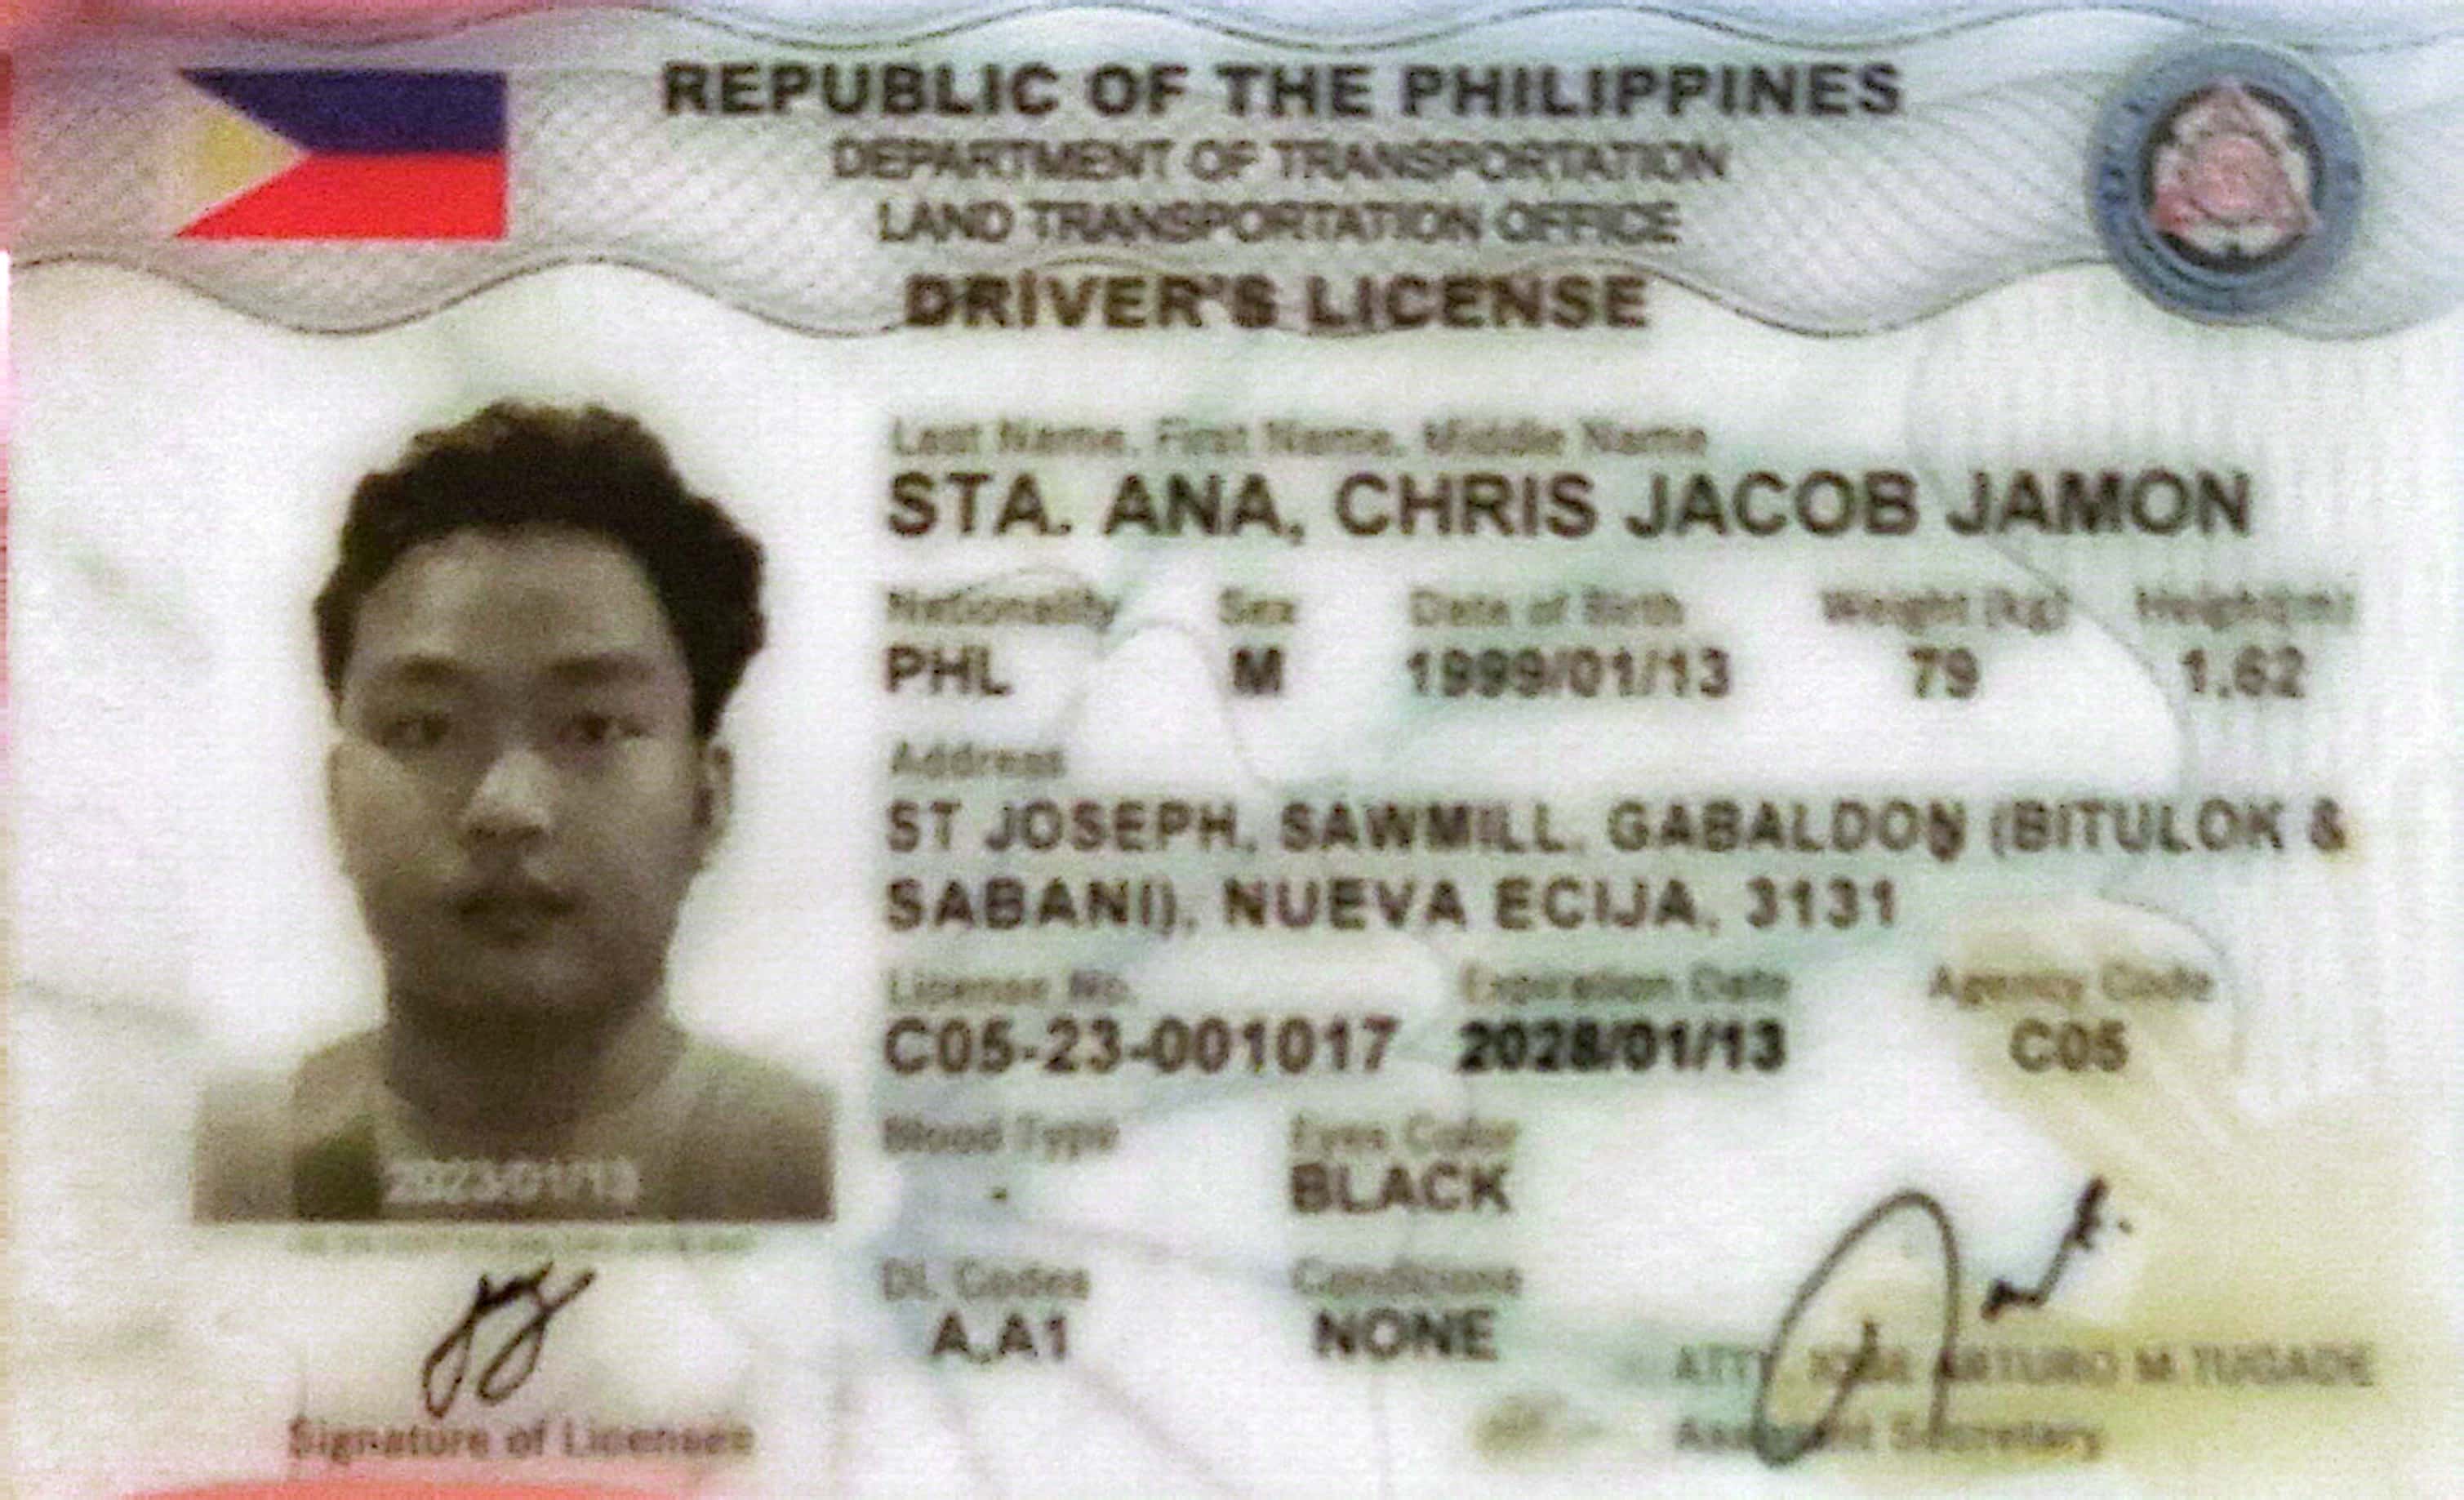 REPUBLIC OF THE PHILIPPINES
DEPARTMENT OF TRANSPORTATION
LAND TRANSPORTATION OFFICE
DRIVER'S LICENSE
Last Name, First Name, Middle Name
STA. ANA, CHRIS JACOB JAMON
Nationality Sex Date of Birth Weight (kg) Height(m)
PHL M 1999/01/13 79 1.62
Address
ST JOSEPH, SAWMILL, GABALDON (BITULOK &
SABANI), NUEVA ECIJA, 3131
License No. Expiration Date Agency Code
C05-23-001017 2028/01/13 C05
Blood Type Eyes Color
- BLACK
2023/01/13
DL Codes Conditions
A,A1 NONE
ARTURO M TUGADE
Assistant Secretary
Signature of Licensee